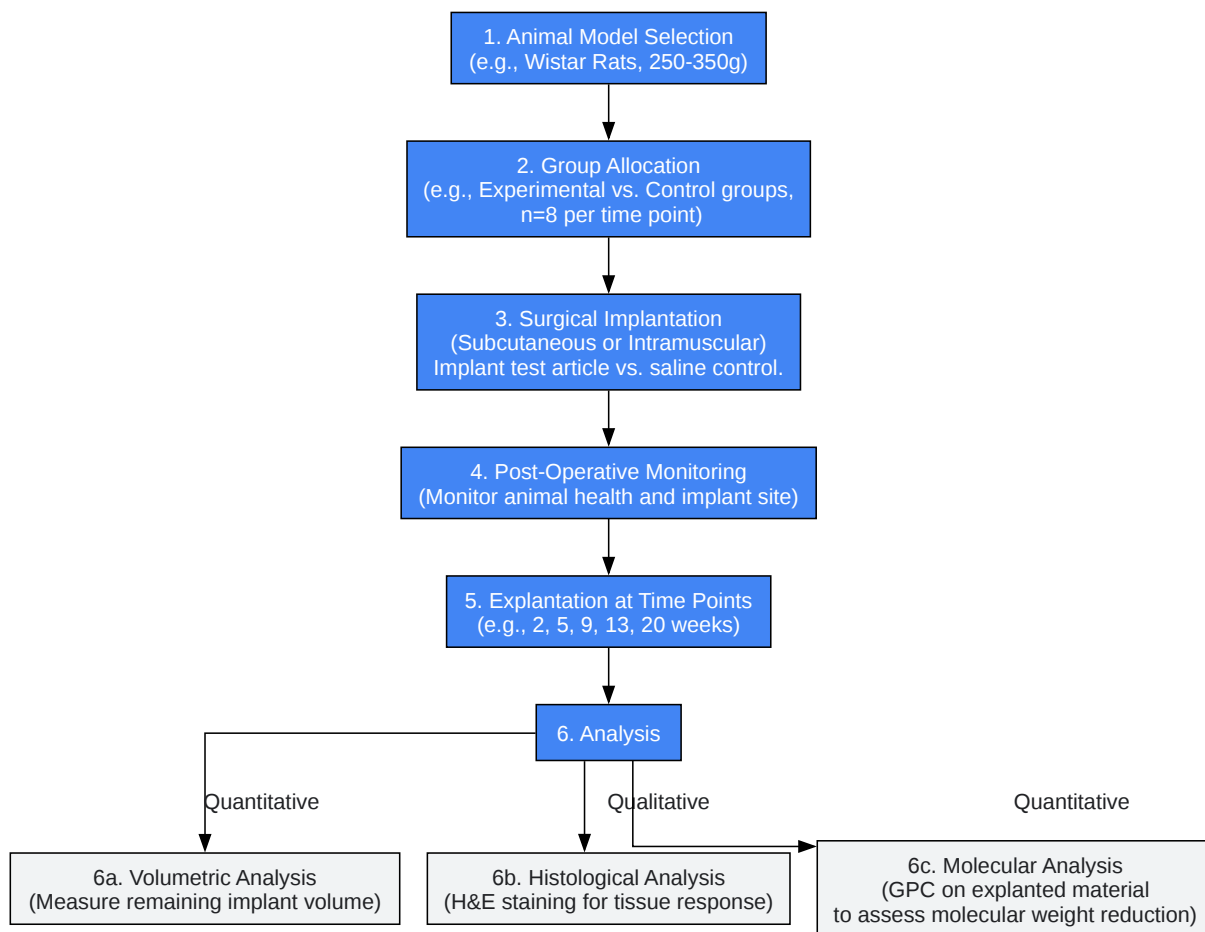 1. Animal Model Selection
(e.g., Wistar Rats, 250-350g)
2. Group Allocation
(e.g., Experimental vs. Control groups,
n=8 per time point)
3. Surgical Implantation
(Subcutaneous or Intramuscular)
Implant test article vs. saline control.
4. Post-Operative Monitoring
(Monitor animal health and implant site)
5. Explantation at Time Points
(e.g., 2, 5, 9, 13, 20 weeks)
6. Analysis
Quantitative
Qualitative
Quantitative
6a. Volumetric Analysis
(Measure remaining implant volume)
6b. Histological Analysis
(H&E staining for tissue response)
6c. Molecular Analysis
(GPC on explanted material
to assess molecular weight reduction)